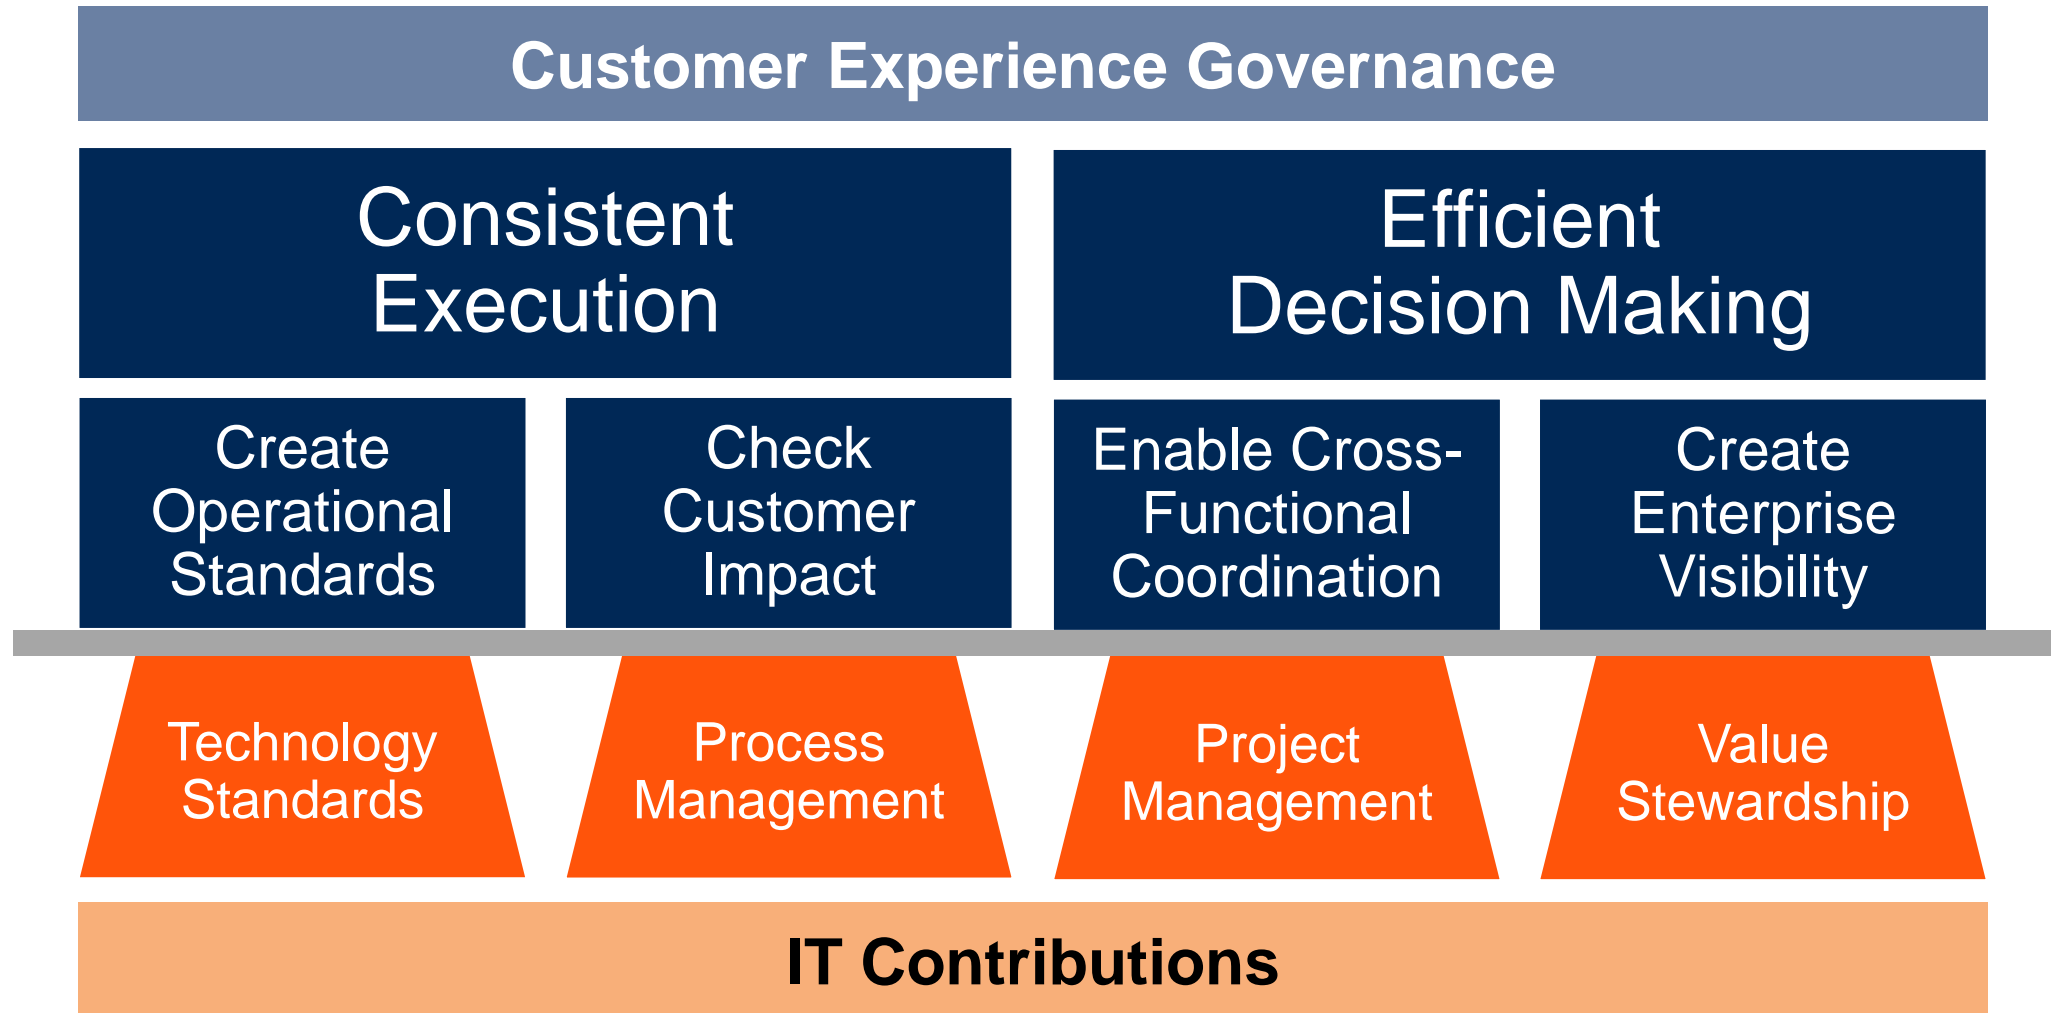 Customer Experience Governance
Consistent
Execution
Efficient
Decision Making
Create
Operational
Standards
Check
Customer
Impact
Enable Cross-
Functional
Coordination
Create
Enterprise
Visibility
Technology
Standards
Process
Management
Project
Management
Value
Stewardship
IT Contributions